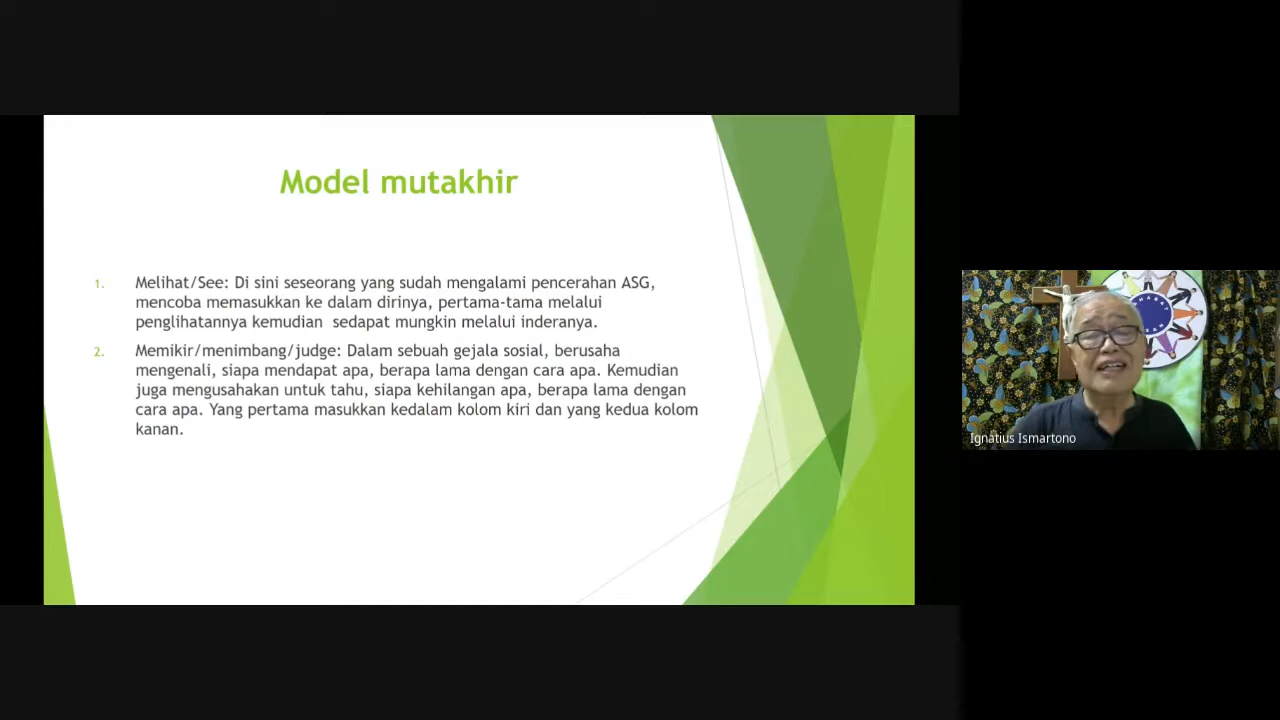 Model mutakhir
1. Melihat/See: Di sini seseorang yang sudah mengalami pencerahan ASG,
mencoba memasukkan ke dalam dirinya, pertama-tama melalui
penglihatannya kemudian sedapat mungkin melalui inderanya.
2. Memikir/menimbang/judge: Dalam sebuah gejala sosial, berusaha
mengenali, siapa mendapat apa, berapa lama dengan cara apa. Kemudian
juga mengusahakan untuk tahu, siapa kehilangan apa, berapa lama dengan
cara apa. Yang pertama masukkan kedalam kolom kiri dan yang kedua kolom
kanan.
Ignatius Ismartono